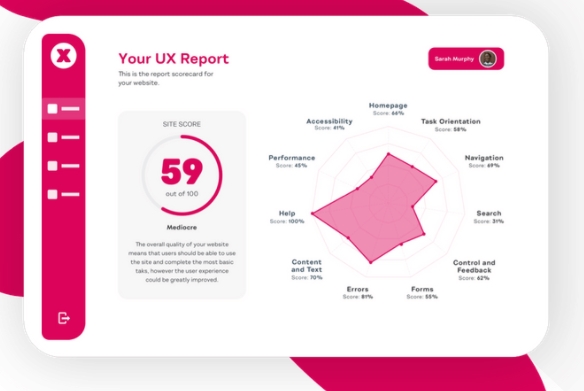 X
Your UX Report
This is the report scorecard for
your website.
Sarah Murphy
SITE SCORE
59
out of 100
Mediocre
The overall quality of your website
means that users should be able to use
the site and complete the most basic
taks, however the user experience
could be greatly improved.
Homepage
Score: 66%
Task Orientation
Score: 58%
Navigation
Score: 69%
Search
Score: 31%
Control and
Feedback
Score: 62%
Forms
Score: 55%
Errors
Score: 81%
Content
and Text
Score: 70%
Help
Score: 100%
Performance
Score: 45%
Accessibility
Score: 41%